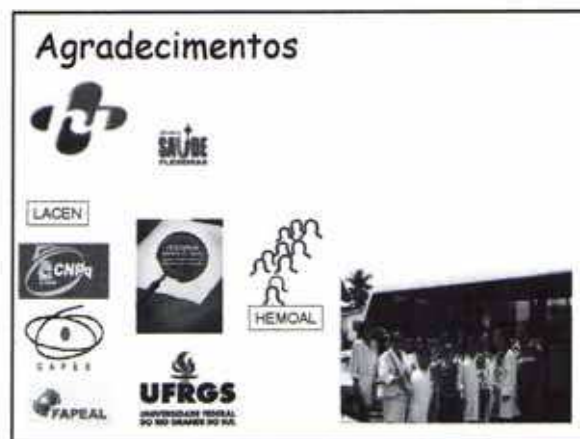 Agradecimentos
SAÚDE
LACEN
CNPq
HEMOAL
CAPES
UFRGS
UNIVERSIDADE FEDERAL
DO RIO GRANDE DO SUL
FAPEAL